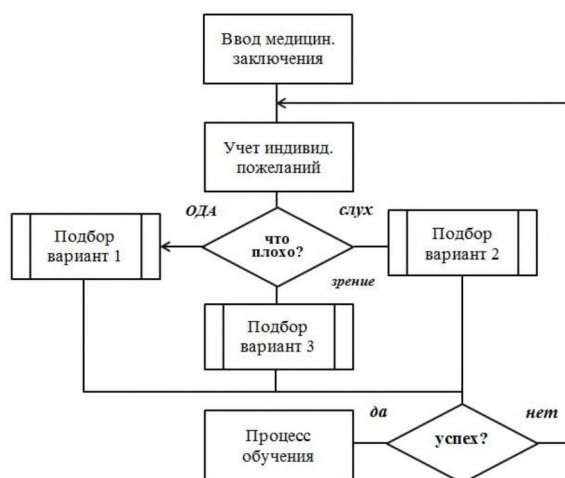 Ввод медицин.
заключения
Учет индивид.
пожеланий
ОДА
слух
что
плохо?
Подбор
вариант 1
Подбор
вариант 2
зрение
Подбор
вариант 3
да
нет
успех?
Процесс
обучения